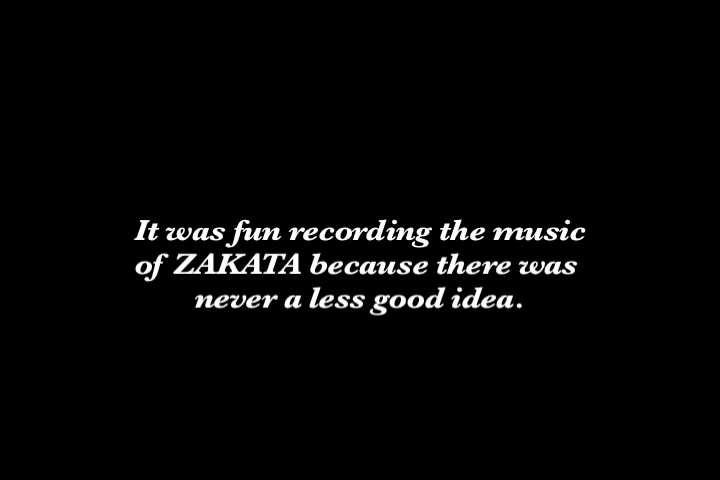 It was fun recording the music
of ZAKATA because there was
never a less good idea.